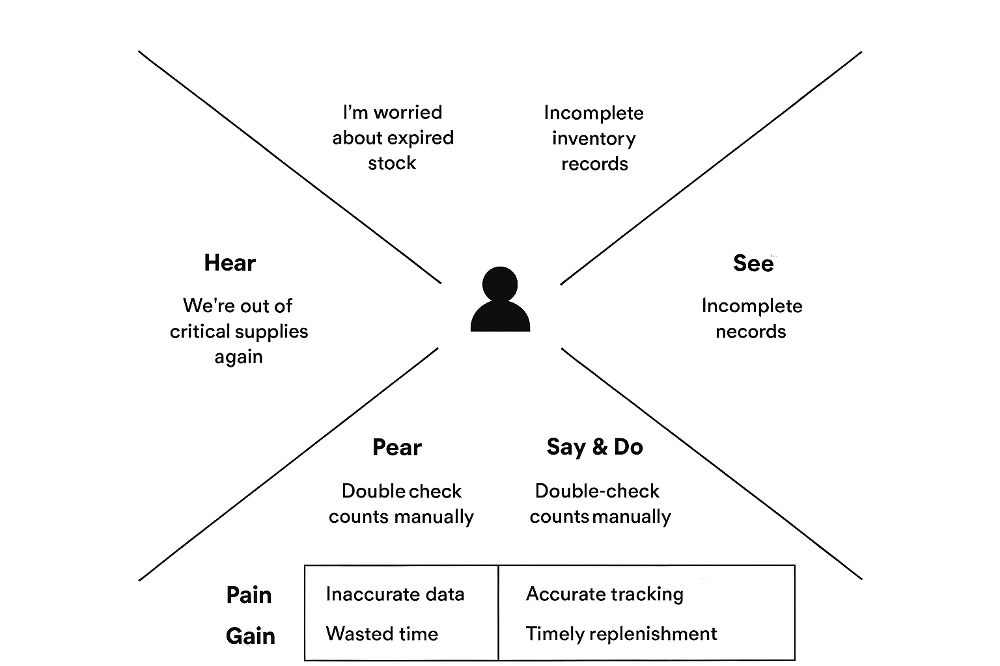 I'm worried
about expired
stock
Incomplete
inventory
records
Hear
We're out of
critical supplies
again
See
Incomplete
necords
Pear
Double check
counts manually
Say & Do
Double-check
counts manually
Pain
Inaccurate data
Accurate tracking
Gain
Wasted time
Timely replenishment